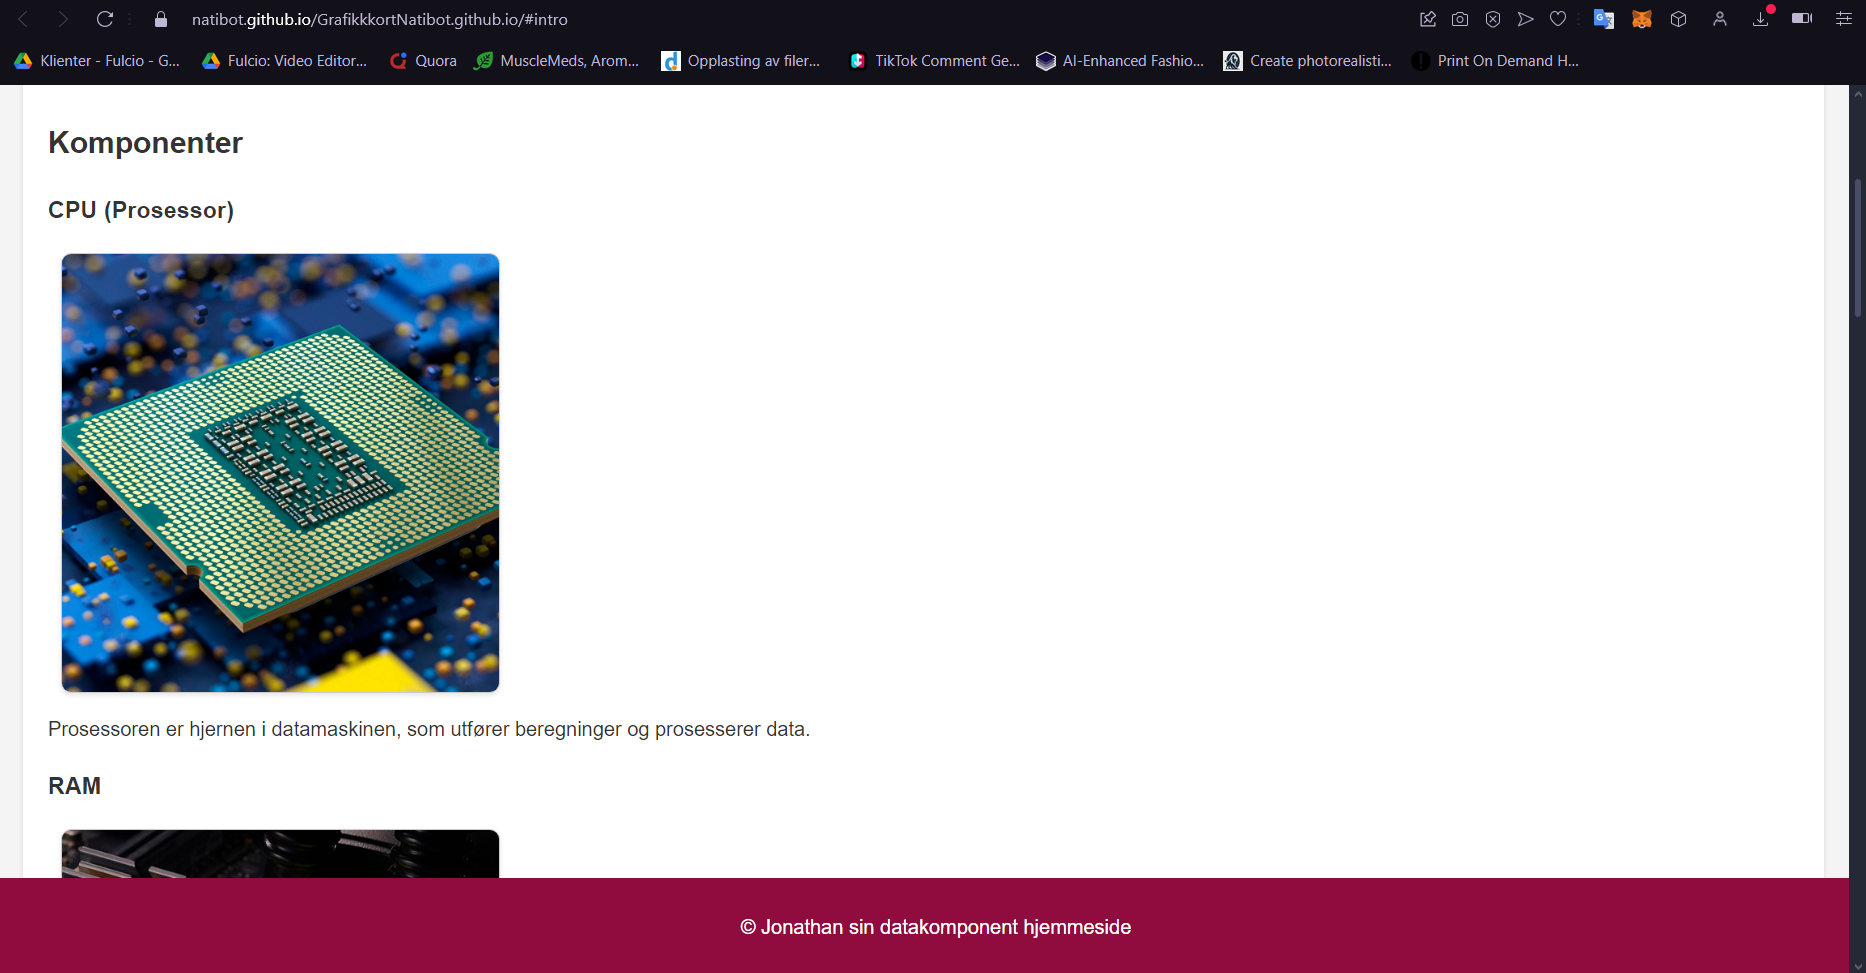 natibot.github.io/GrafikkkortNatibot.github.io/#intro
Klienter - Fulcio - G... Fulcio: Video Editor... Quora MuscleMeds, Arom... Opplasting av filer... TikTok Comment Ge... AI-Enhanced Fashio... Create photorealisti... Print On Demand H...
Komponenter
CPU (Prosessor)
Prosessoren er hjernen i datamaskinen, som utfører beregninger og prosesserer data.
RAM
© Jonathan sin datakomponent hjemmeside